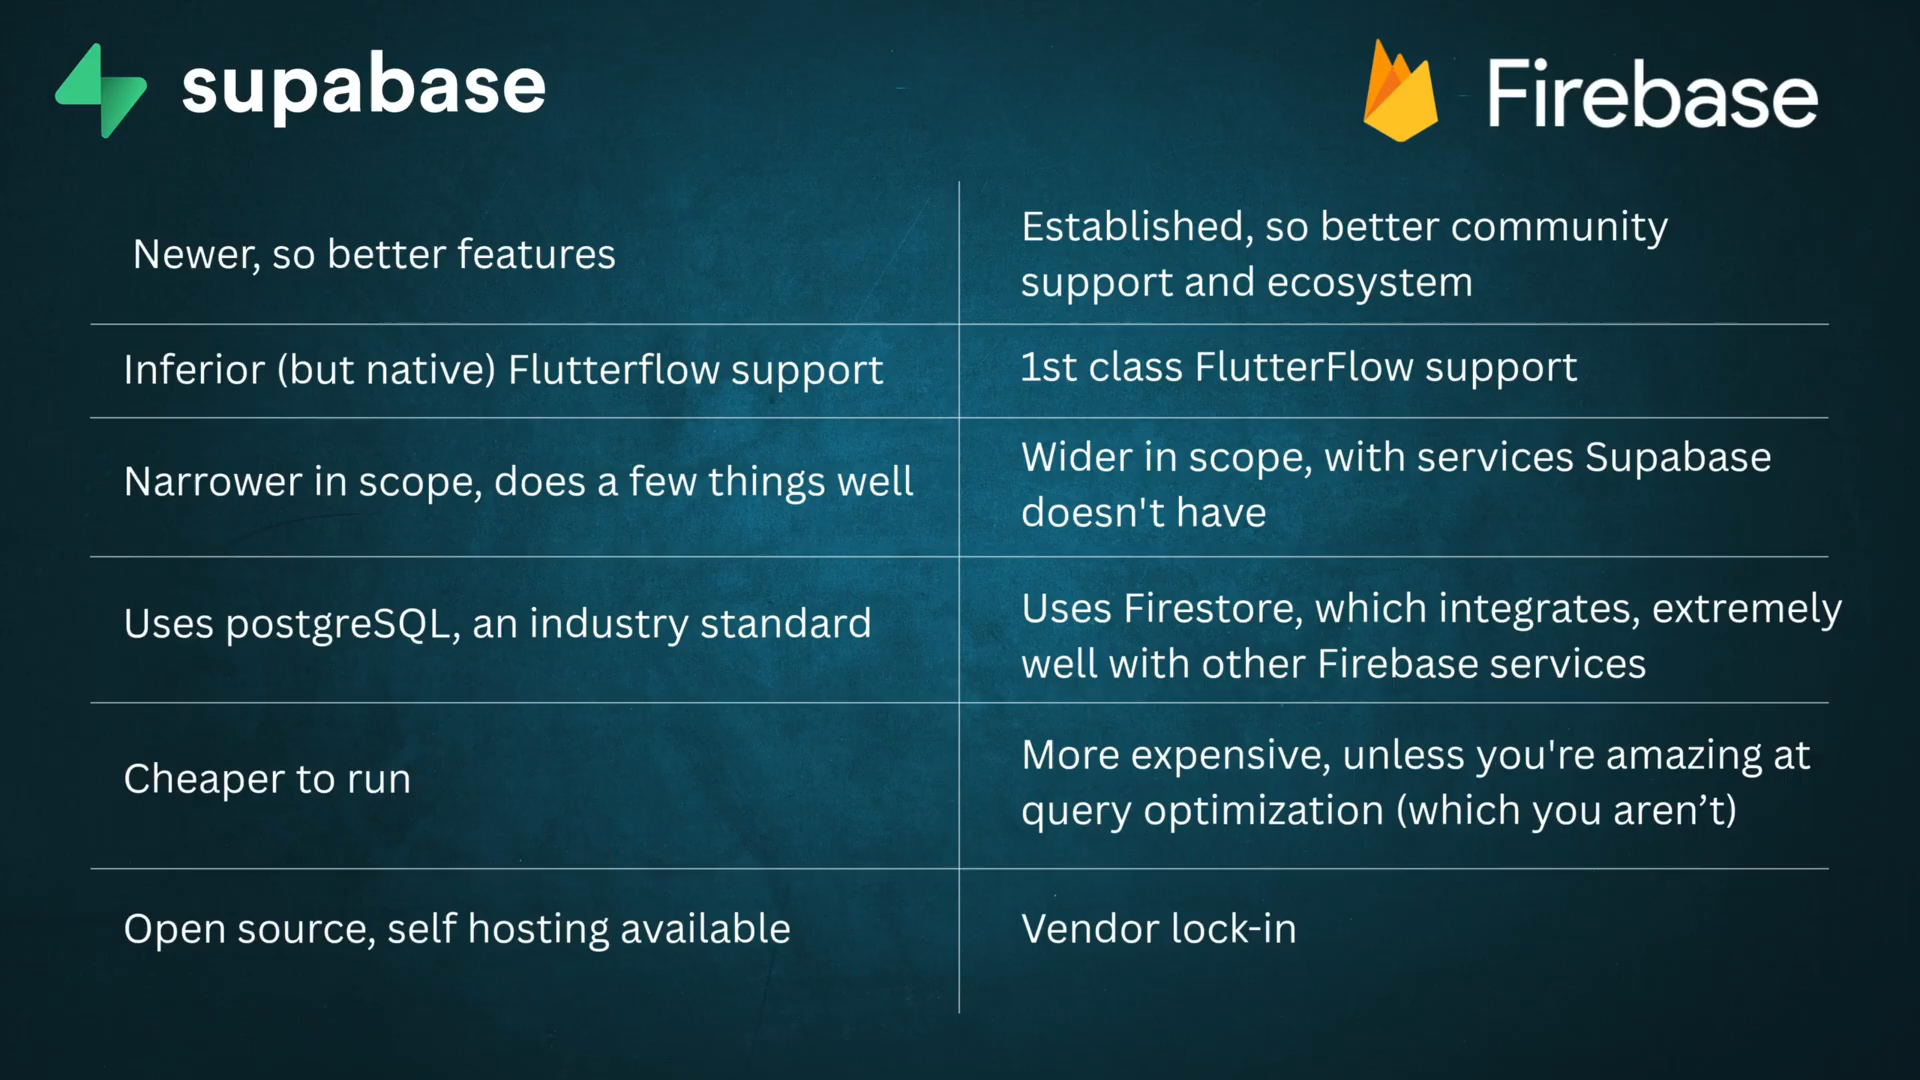 supabase
Firebase
Newer, so better features
Established, so better community
support and ecosystem
Inferior (but native) Flutterflow support
1st class FlutterFlow support
Narrower in scope, does a few things well
Wider in scope, with services Supabase
doesn't have
Uses postgreSQL, an industry standard
Uses Firestore, which integrates, extremely
well with other Firebase services
Cheaper to run
More expensive, unless you're amazing at
query optimization (which you aren’t)
Open source, self hosting available
Vendor lock-in